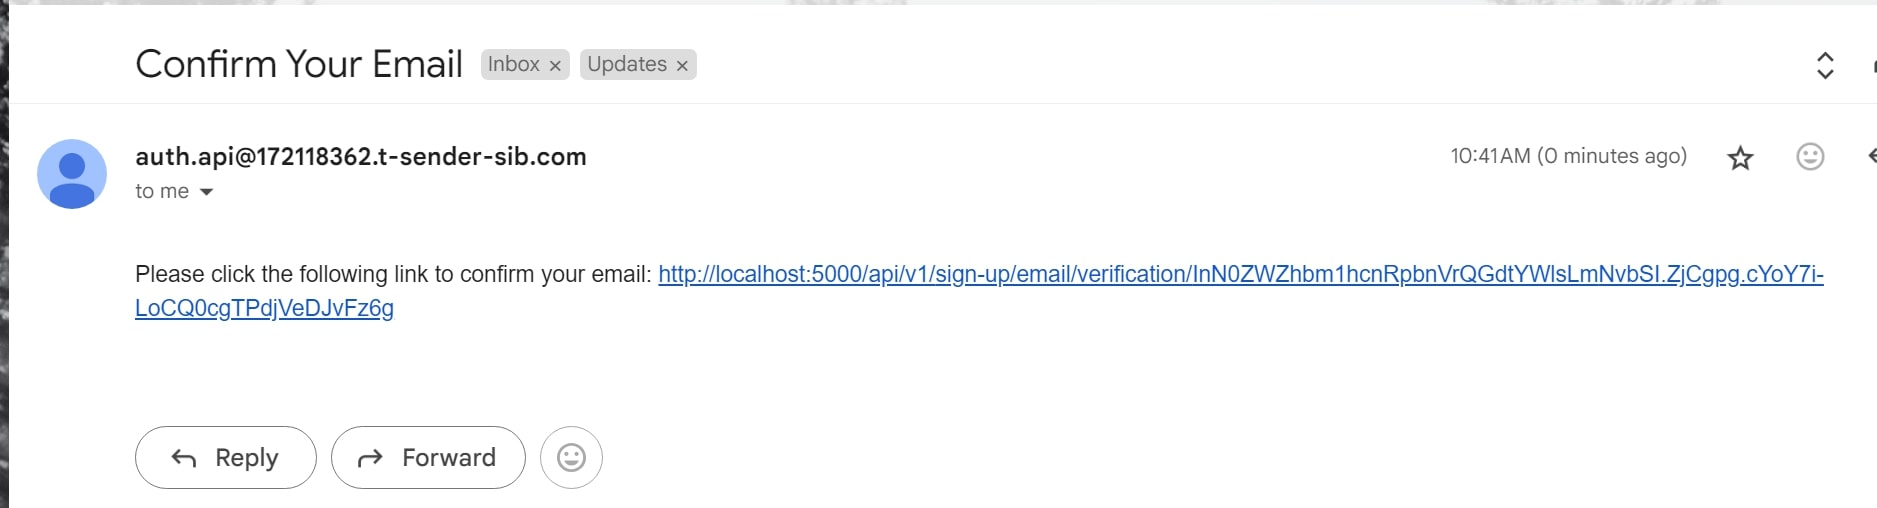 Confirm Your Email Inbox × Updates ×
auth.api@172118362.t-sender-sib.com 10:41 AM (0 minutes ago)
to me
Please click the following link to confirm your email: http://localhost:5000/api/v1/sign-up/email/verification/InN0ZWZhbm1hcnRpbnVrQGdtYWlsLmNvbSI.ZjCgpg.cYoY7i-
LoCQ0cgTPdjVeDJvFz6g
Reply Forward